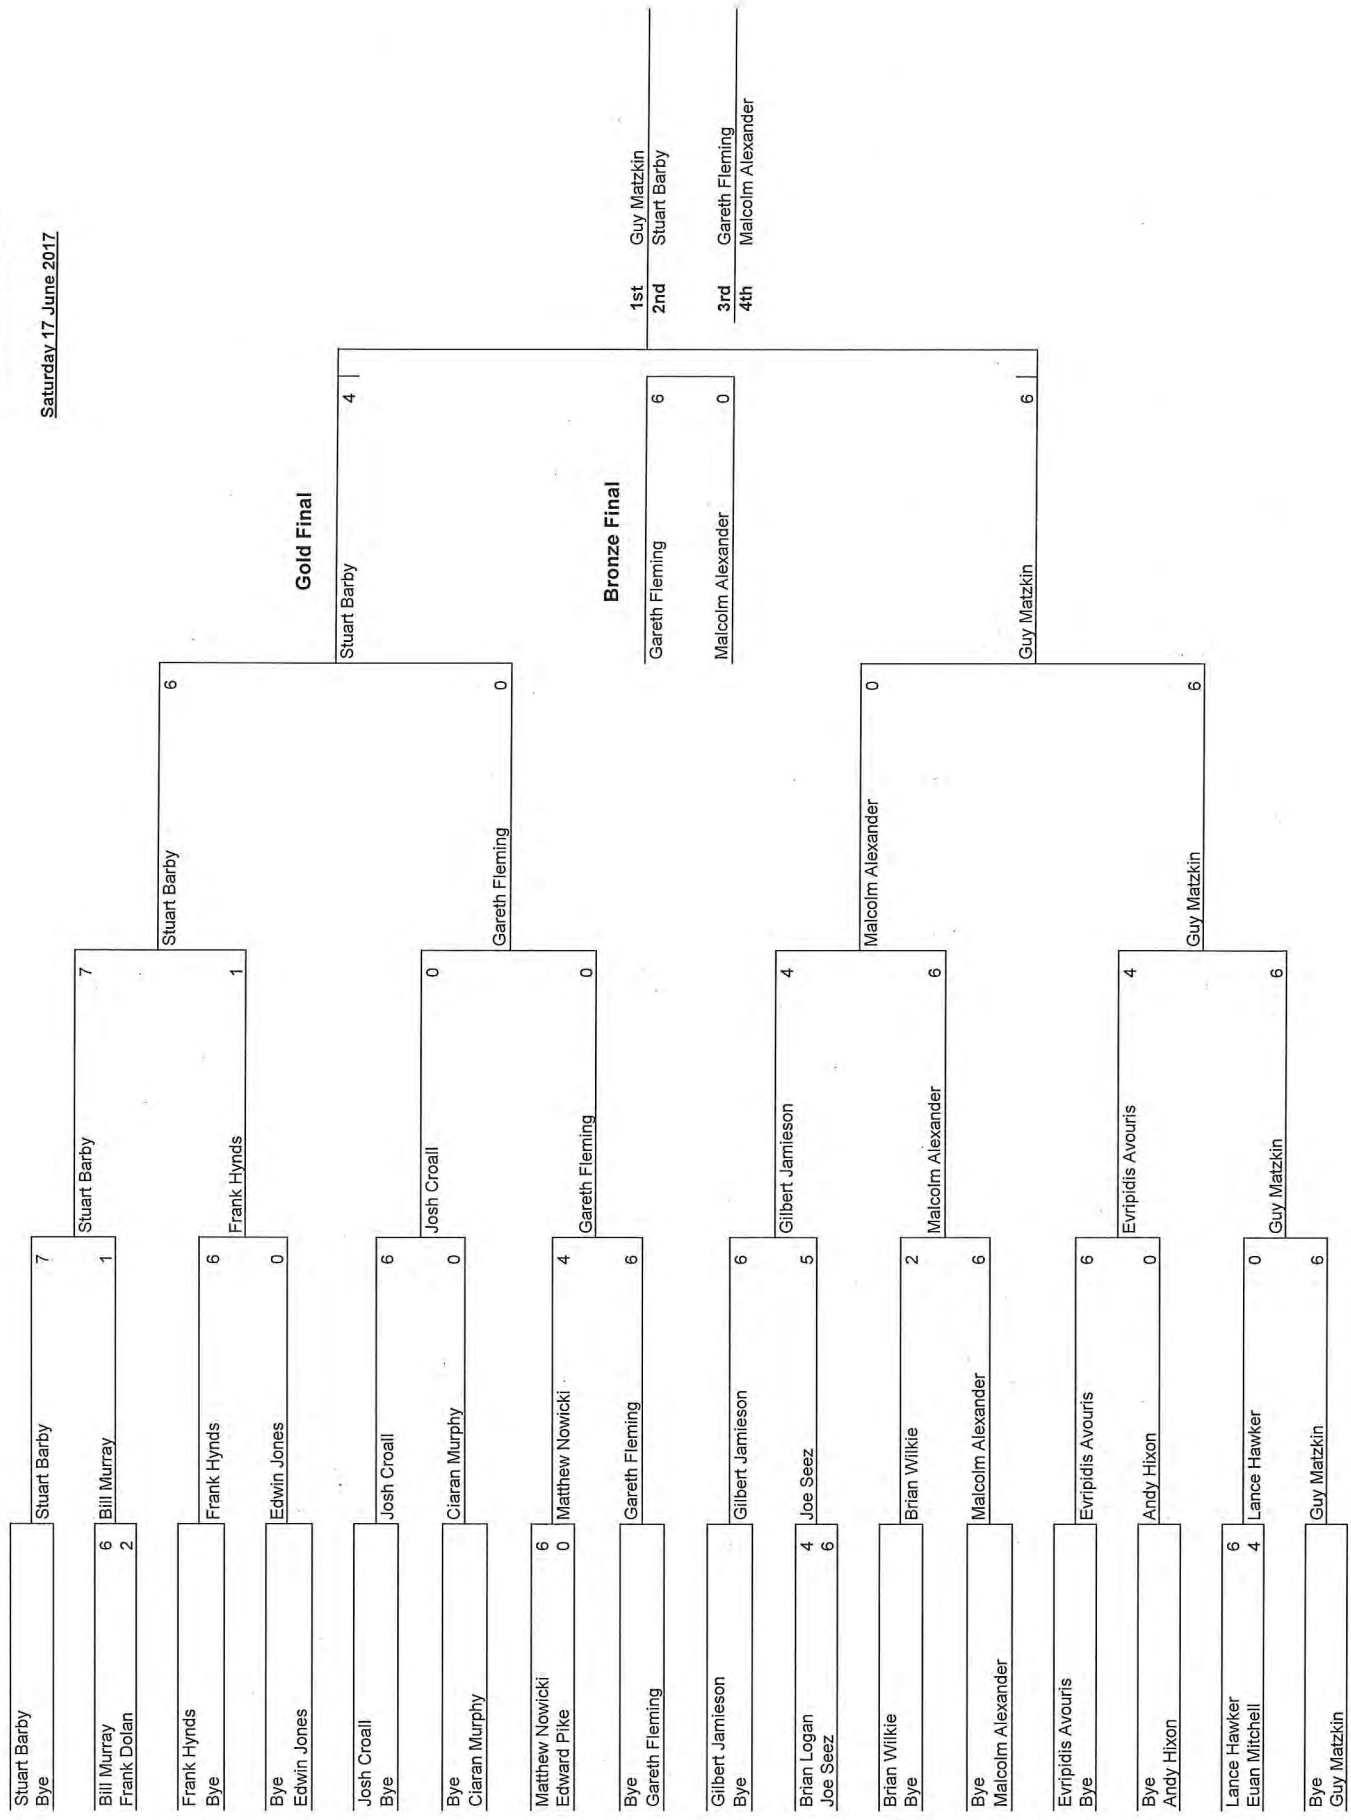 Saturday 17 June 2017
Stuart Barby
Bye
Bill Murray 6
Frank Dolan 2
Frank Hynds
Bye
Bye
Edwin Jones
Josh Croall
Bye
Bye
Ciaran Murphy
Matthew Nowicki 6
Edward Pike 0
Bye
Gareth Fleming
Gilbert Jamieson
Bye
Brian Logan 4
Joe Seez 6
Brian Wilkie
Bye
Bye
Malcolm Alexander
Evripidis Avouris
Bye
Bye
Andy Hixon
Lance Hawker 6
Euan Mitchell 4
Bye
Guy Matzkin
Stuart Barby 7
Bill Murray 1
Frank Hynds 6
Edwin Jones 0
Josh Croall 6
Ciaran Murphy 0
Matthew Nowicki 4
Gareth Fleming 6
Gilbert Jamieson 6
Joe Seez 5
Brian Wilkie 2
Malcolm Alexander 6
Evripidis Avouris 6
Andy Hixon 0
Lance Hawker 0
Guy Matzkin 6
Stuart Barby 7
Frank Hynds 1
Josh Croall 0
Gareth Fleming 0
Gilbert Jamieson 4
Malcolm Alexander 6
Evripidis Avouris 4
Guy Matzkin 6
Stuart Barby 6
Gareth Fleming 0
Malcolm Alexander 0
Guy Matzkin 6
Gold Final
Stuart Barby 4
Guy Matzkin 6
Bronze Final
Gareth Fleming 6
Malcolm Alexander 0
1st Guy Matzkin
2nd Stuart Barby
3rd Gareth Fleming
4th Malcolm Alexander